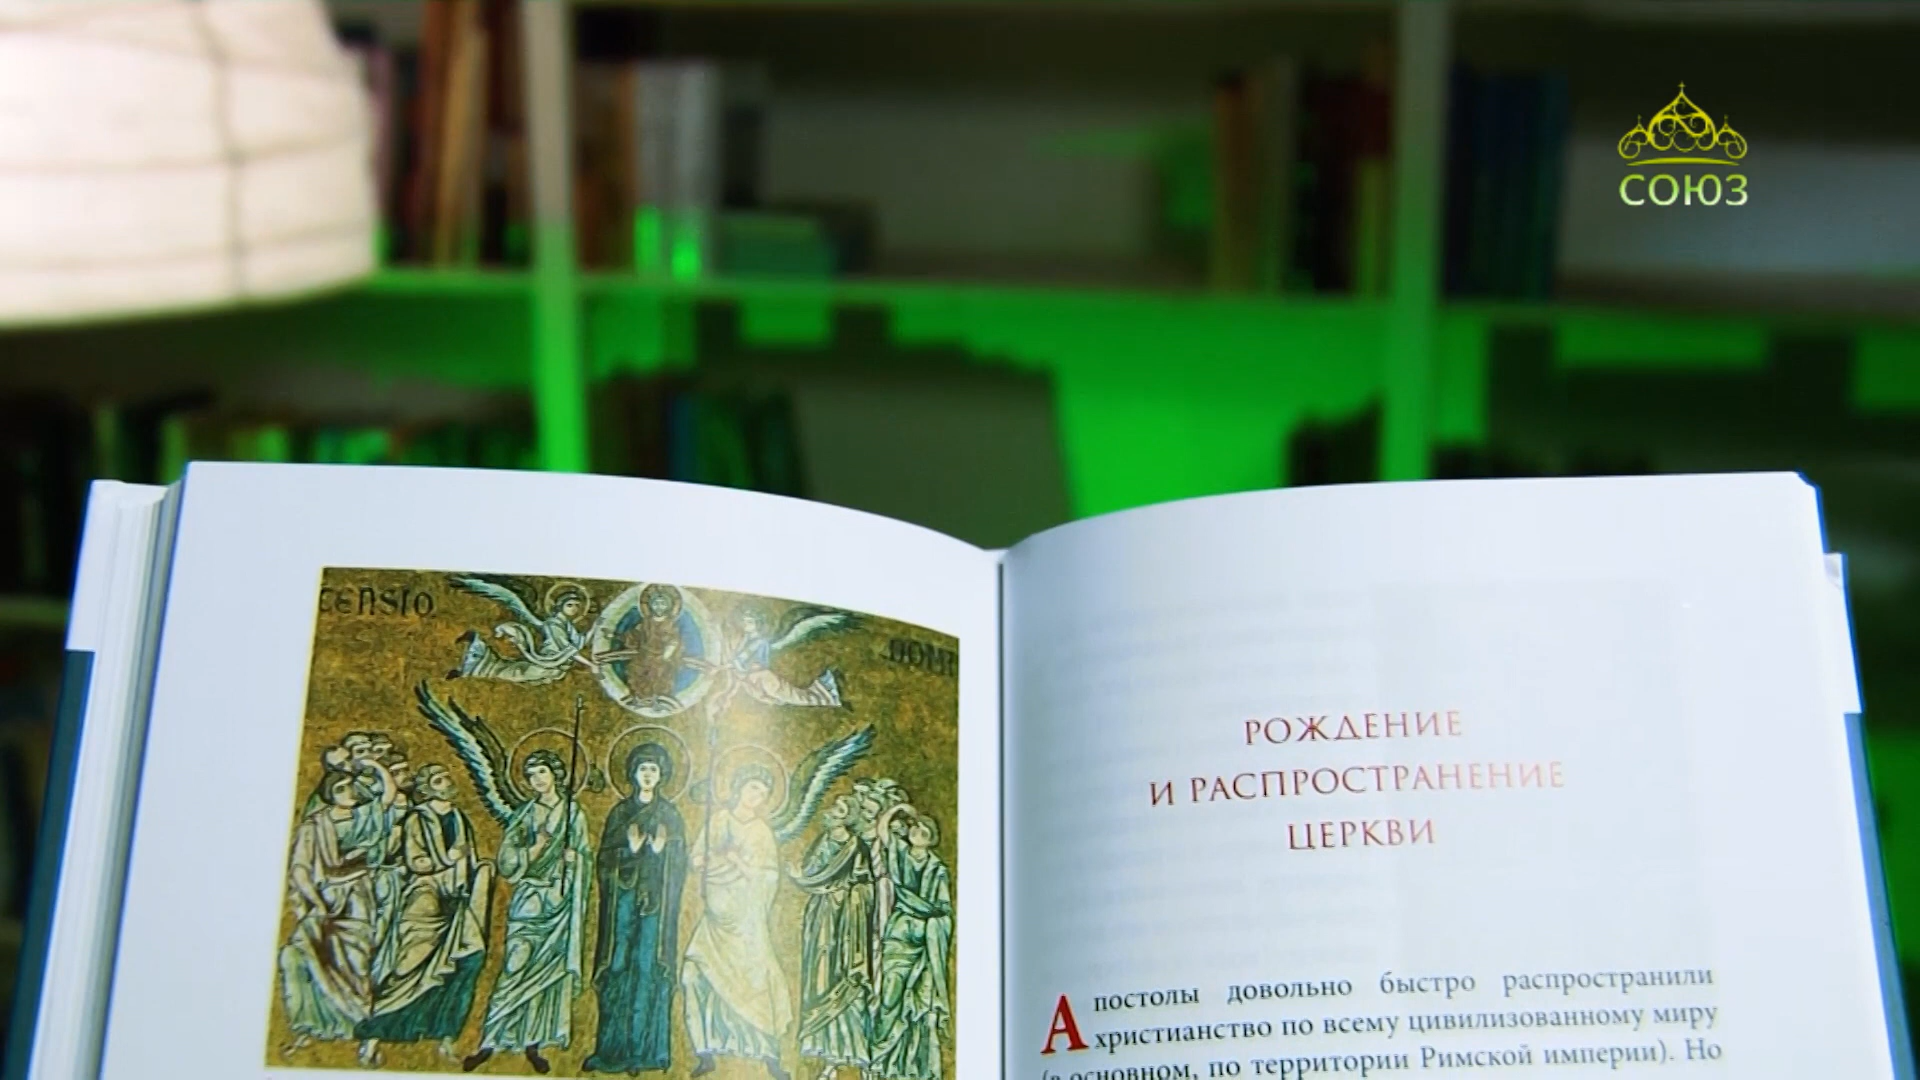 СОЮЗ
CENSIO
DOMI
РОЖДЕНИЕ
И РАСПРОСТРАНЕНИЕ
ЦЕРКВИ
Апостолы довольно быстро распространили
христианство по всему цивилизованному миру
(в основном, по территории Римской империи). Но